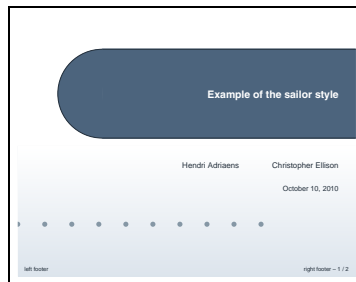 Example of the sailor style
Hendri Adriaens Christopher Ellison
October 10, 2010
left footer right footer – 1 / 2